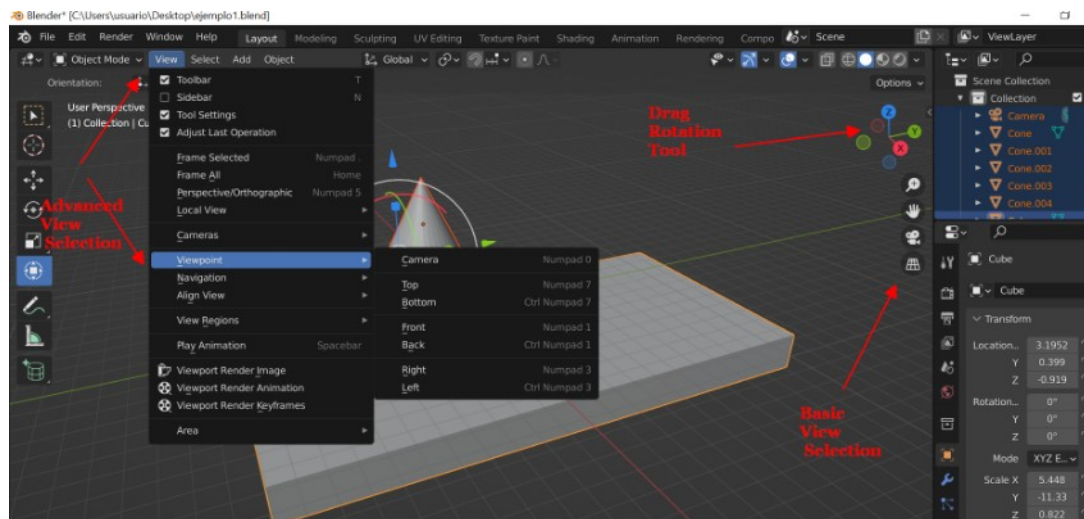 Blender* [C:\Users\usuario\Desktop\ejemplo1.blend]
File Edit Render Window Help Layout Modeling Sculpting UV Editing Texture Paint Shading Animation Rendering Compo Scene ViewLayer
Object Mode View Select Add Object Global
Orientation: Options
Toolbar T
Sidebar N
Tool Settings
Adjust Last Operation
Frame Selected Numpad .
Frame All Home
Perspective/Orthographic Numpad 5
Local View
Cameras
Viewpoint
Navigation
Align View
View Regions
Play Animation Spacebar
Viewport Render Image
Viewport Render Animation
Viewport Render Keyframes
Area
Camera Numpad 0
Top Numpad 7
Bottom Ctrl Numpad 7
Front Numpad 1
Back Ctrl Numpad 1
Right Numpad 3
Left Ctrl Numpad 3
User Perspective
(1) Collection | Cu
Advanced
View
Selection
Drag
Rotation
Tool
Z
Y
X
Basic
View
Selection
Scene Collection
Collection
Camera
Cone
Cone.001
Cone.002
Cone.003
Cone.004
Cube
Cube
Transform
Location... 3.1952
Y 0.399
Z -0.919
Rotation... 0°
Y 0°
Z 0°
Mode XYZ E...
Scale X 5.448
Y -11.33
Z 0.822